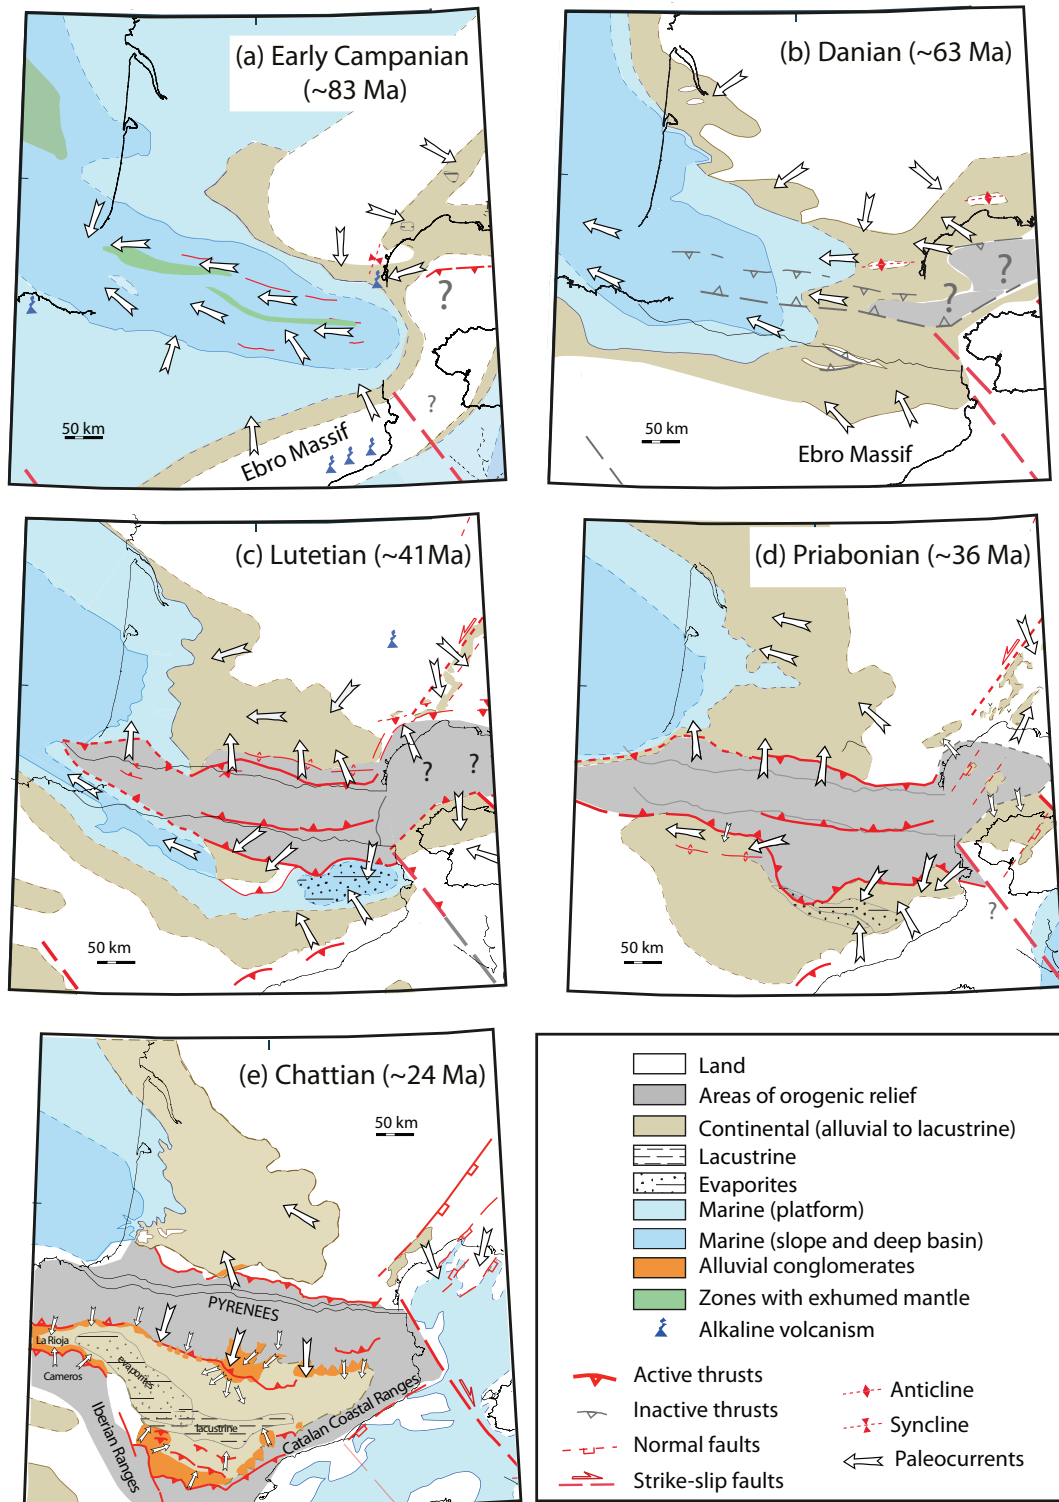 (a) Early Campanian
(~83 Ma)
?
?
50 km
Ebro Massif
(b) Danian (~63 Ma)
?
?
50 km
Ebro Massif
(c) Lutetian (~41Ma)
?
?
50 km
(d) Priabonian (~36 Ma)
?
50 km
(e) Chattian (~24 Ma)
50 km
PYRENEES
La Rioja
evaporites
Cameros
lacustrine
Iberian Ranges
Catalan Coastal Ranges
Land
Areas of orogenic relief
Continental (alluvial to lacustrine)
Lacustrine
Evaporites
Marine (platform)
Marine (slope and deep basin)
Alluvial conglomerates
Zones with exhumed mantle
Alkaline volcanism
Active thrusts
Inactive thrusts
Normal faults
Strike-slip faults
Anticline
Syncline
Paleocurrents